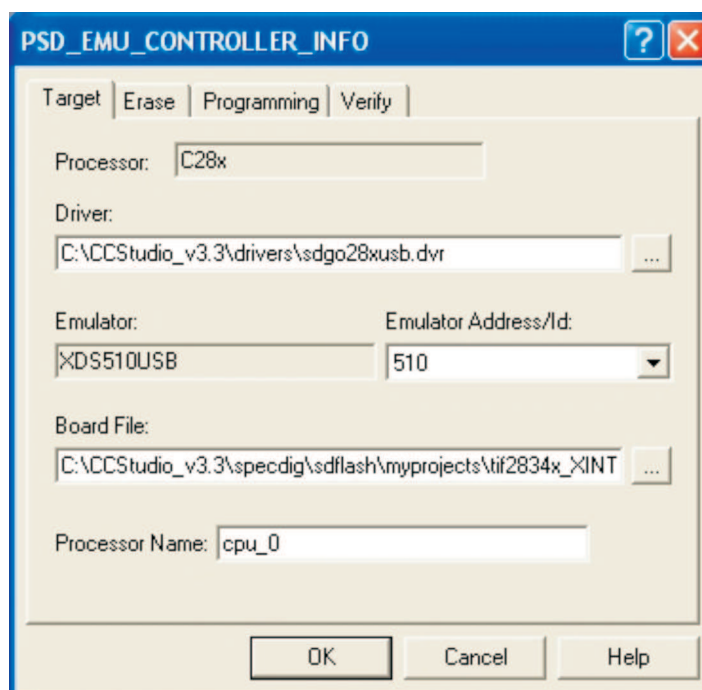 PSD_EMU_CONTROLLER_INFO
Target Erase Programming Verify
Processor: C28x
Driver:
C:\CCStudio_v3.3\drivers\sdgo28xusb.dvr ...
Emulator: Emulator Address/Id:
XDS510USB 510
Board File:
C:\CCStudio_v3.3\specdig\sdflash\myprojects\tif2834x_XINT ...
Processor Name: cpu_0
OK Cancel Help